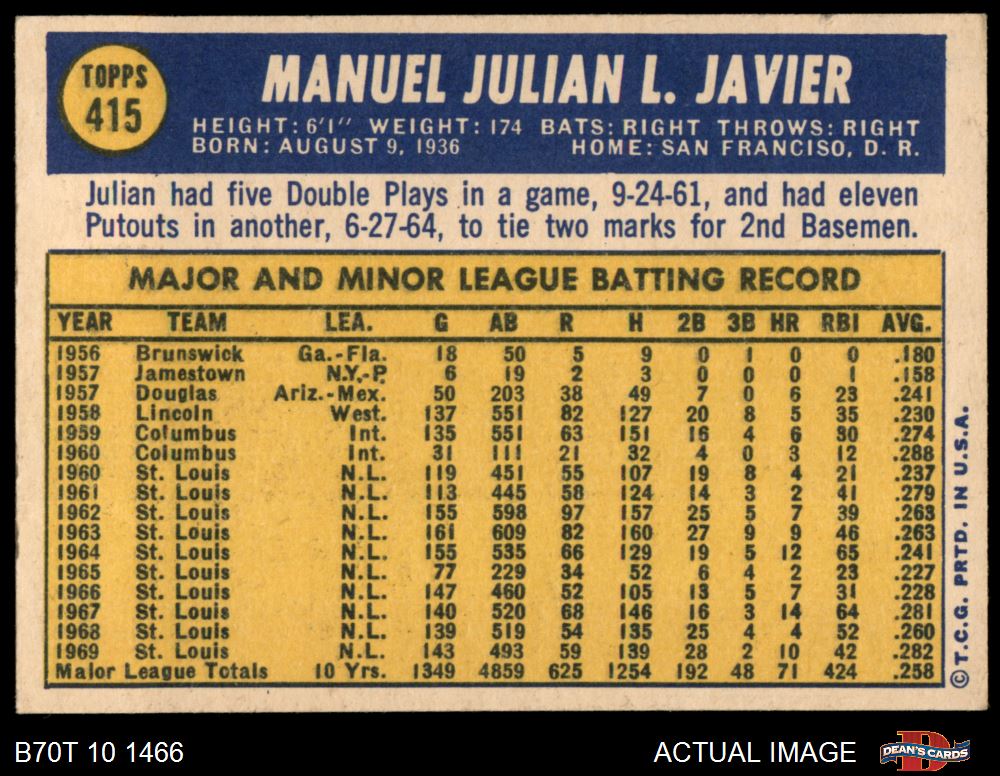 TOPPS
415
MANUEL JULIAN L. JAVIER
HEIGHT: 6'1" WEIGHT: 174 BATS: RIGHT THROWS: RIGHT
BORN: AUGUST 9, 1936 HOME: SAN FRANCISO, D. R.
Julian had five Double Plays in a game, 9-24-61, and had eleven
Putouts in another, 6-27-64, to tie two marks for 2nd Basemen.
MAJOR AND MINOR LEAGUE BATTING RECORD
YEAR TEAM LEA. G AB R H 2B 3B HR RBI AVG.
1956 Brunswick Ga.-Fla. 18 50 5 9 0 1 0 0 .180
1957 Jamestown N.Y.-P. 6 19 2 3 0 0 0 1 .158
1957 Douglas Ariz.-Mex. 50 203 38 49 7 0 6 23 .241
1958 Lincoln West. 137 551 82 127 20 8 5 35 .230
1959 Columbus Int. 135 551 63 151 16 4 6 30 .274
1960 Columbus Int. 31 111 21 32 4 0 3 12 .288
1960 St. Louis N.L. 119 451 55 107 19 8 4 21 .237
1961 St. Louis N.L. 113 445 58 124 14 3 2 41 .279
1962 St. Louis N.L. 155 598 97 157 25 5 7 39 .263
1963 St. Louis N.L. 161 609 82 160 27 9 9 46 .263
1964 St. Louis N.L. 155 535 66 129 19 5 12 65 .241
1965 St. Louis N.L. 77 229 34 52 6 4 2 23 .227
1966 St. Louis N.L. 147 460 52 105 13 5 7 31 .228
1967 St. Louis N.L. 140 520 68 146 16 3 14 64 .281
1968 St. Louis N.L. 139 519 54 135 25 4 4 52 .260
1969 St. Louis N.L. 143 493 59 139 28 2 10 42 .282
Major League Totals 10 Yrs. 1349 4859 625 1254 192 48 71 424 .258
©T.C.G. PRTD. IN U.S.A.
B70T 10 1466
ACTUAL IMAGE
D
DEAN'S CARDS